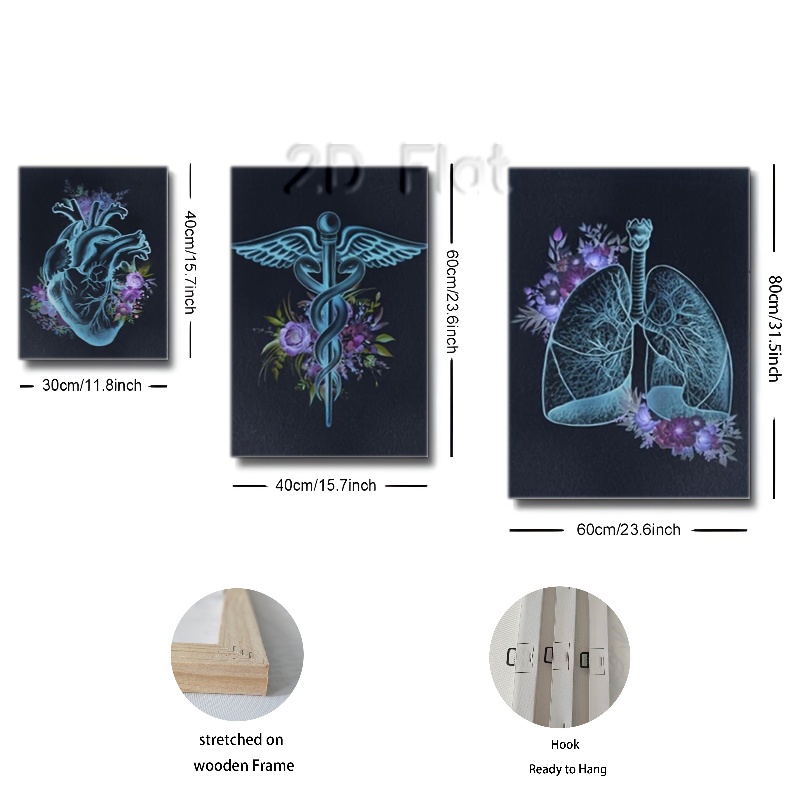 2D Flat
40cm/15.7inch
30cm/11.8inch
60cm/23.6inch
40cm/15.7inch
80cm/31.5inch
60cm/23.6inch
stretched on
wooden Frame
Hook
Ready to Hang